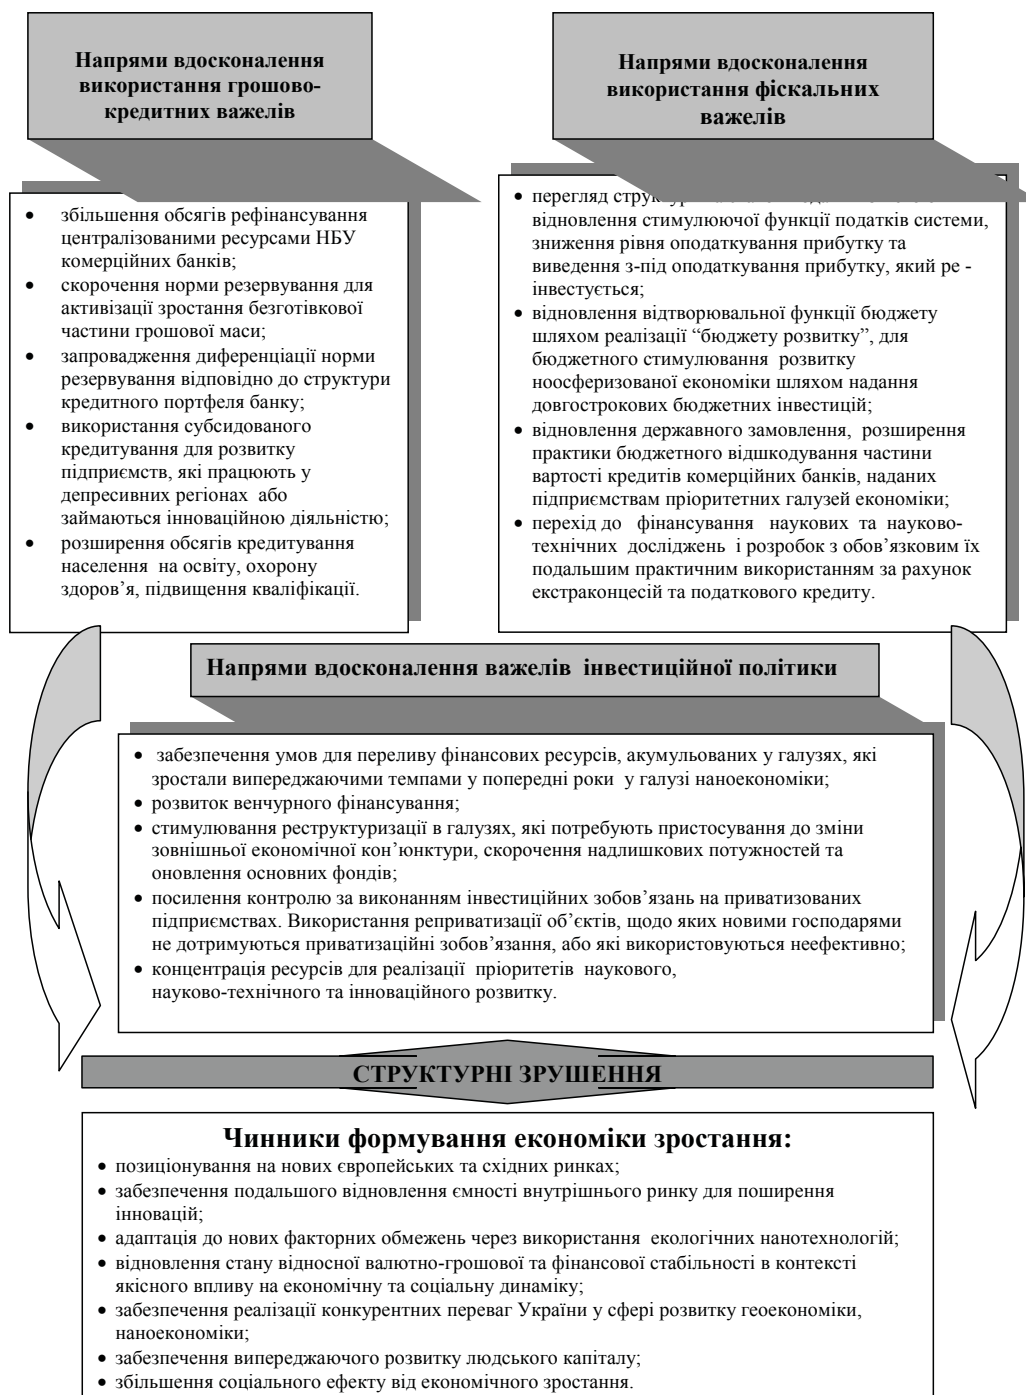 Напрями вдосконалення
використання грошово-
кредитних важелів
Напрями вдосконалення
використання фіскальних
важелів
• збільшення обсягів рефінансування
централізованими ресурсами НБУ
комерційних банків;
• скорочення норми резервування для
активізації зростання безготівкової
частини грошової маси;
• запровадження диференціації норми
резервування відповідно до структури
кредитного портфеля банку;
• використання субсидованого
кредитування для розвитку
підприємств, які працюють у
депресивних регіонах або
займаються інноваційною діяльністю;
• розширення обсягів кредитування
населення на освіту, охорону
здоров’я, підвищення кваліфікації.
• перегляд
відновлення стимулюючої функції податків системи,
зниження рівня оподаткування прибутку та
виведення з-під оподаткування прибутку, який ре -
інвестується;
• відновлення відтворювальної функції бюджету
шляхом реалізації “бюджету розвитку”, для
бюджетного стимулювання розвитку
ноосферизованої економіки шляхом надання
довгострокових бюджетних інвестицій;
• відновлення державного замовлення, розширення
практики бюджетного відшкодування частини
вартості кредитів комерційних банків, наданих
підприємствам пріоритетних галузей економіки;
• перехід до фінансування наукових та науково-
технічних досліджень і розробок з обов’язковим їх
подальшим практичним використанням за рахунок
екстраконцесій та податкового кредиту.
Напрями вдосконалення важелів інвестиційної політики
• забезпечення умов для переливу фінансових ресурсів, акумульованих у галузях, які
зростали випереджаючими темпами у попередні роки у галузі наноекономіки;
• розвиток венчурного фінансування;
• стимулювання реструктуризації в галузях, які потребують пристосування до зміни
зовнішньої економічної кон’юнктури, скорочення надлишкових потужностей та
оновлення основних фондів;
• посилення контролю за виконанням інвестиційних зобов’язань на приватизованих
підприємствах. Використання реприватизації об’єктів, щодо яких новими господарями
не дотримуються приватизаційні зобов’язання, або які використовуються неефективно;
• концентрація ресурсів для реалізації пріоритетів наукового,
науково-технічного та інноваційного розвитку.
СТРУКТУРНІ ЗРУШЕННЯ
Чинники формування економіки зростання:
• позиціонування на нових європейських та східних ринках;
• забезпечення подальшого відновлення ємності внутрішнього ринку для поширення
інновацій;
• адаптація до нових факторних обмежень через використання екологічних нанотехнологій;
• відновлення стану відносної валютно-грошової та фінансової стабільності в контексті
якісного впливу на економічну та соціальну динаміку;
• забезпечення реалізації конкурентних переваг України у сфері розвитку геоекономіки,
наноекономіки;
• забезпечення випереджаючого розвитку людського капіталу;
• збільшення соціального ефекту від економічного зростання.